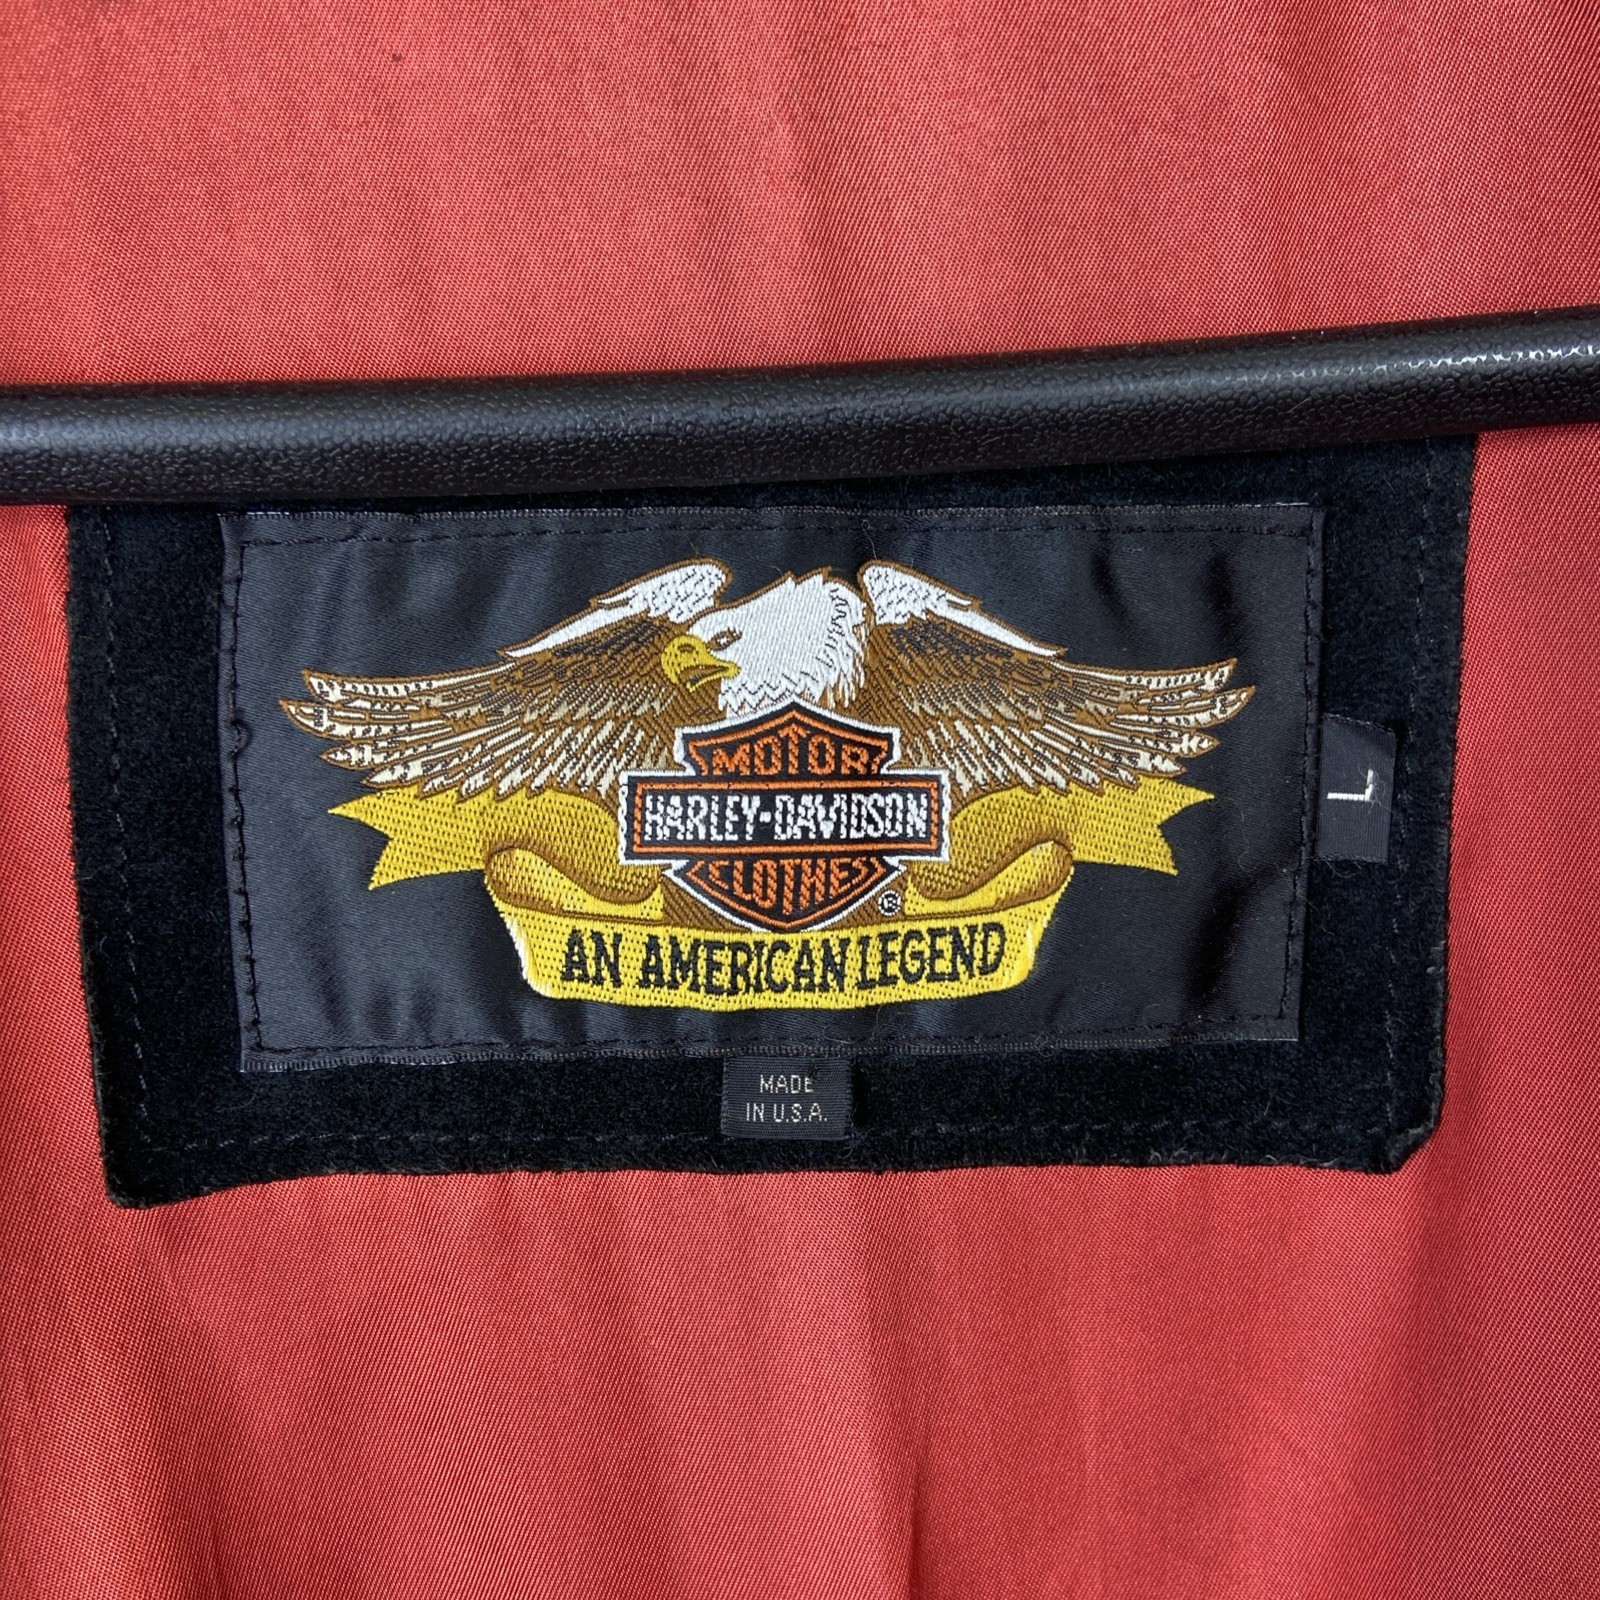 MOTOR
HARLEY-DAVIDSON
CLOTHES
®
AN AMERICAN LEGEND
L
MADE
IN U.S.A.